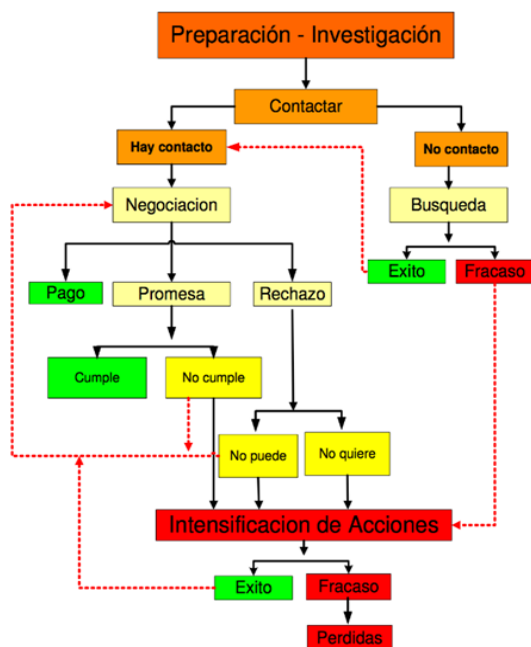 Preparación - Investigación
Contactar
Hay contacto
No contacto
Negociacion
Busqueda
Exito
Fracaso
Pago
Promesa
Rechazo
Cumple
No cumple
No puede
No quiere
Intensificacion de Acciones
Exito
Fracaso
Perdidas